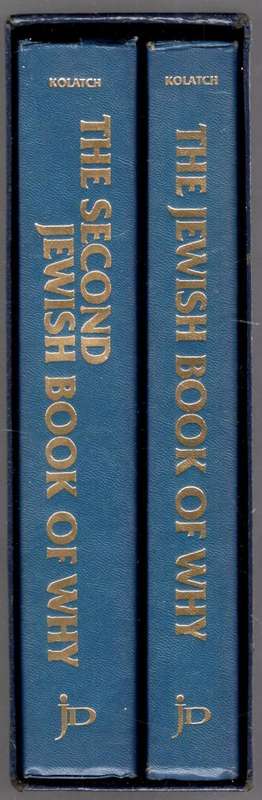 KOLATCH
THE SECOND
JEWISH BOOK OF WHY
JD
KOLATCH
THE JEWISH BOOK OF WHY
JD